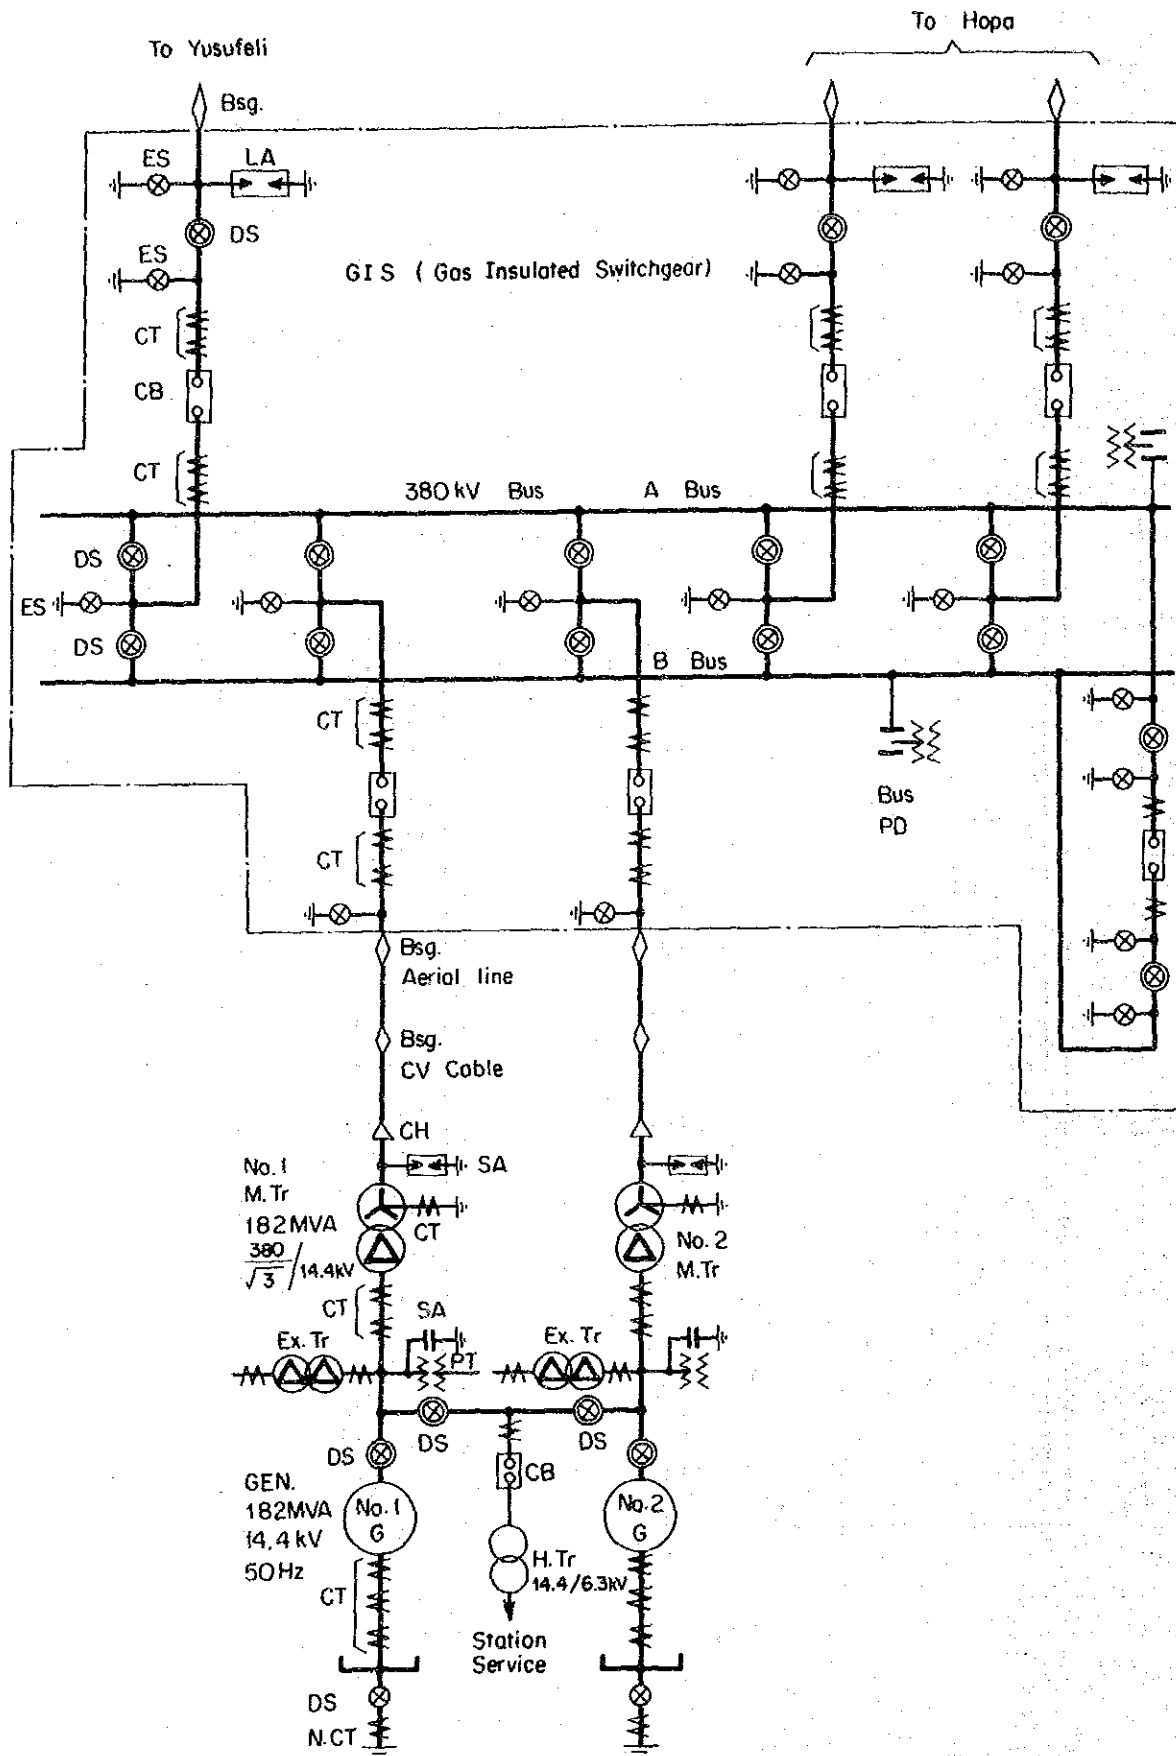 To Hopa
To Yusufeli
Bsg.
ES
LA
DS
ES
GIS ( Gas Insulated Switchgear)
CT
CB
CT
380 kV Bus
A Bus
DS
ES
DS
B Bus
CT
Bus
PD
CT
Bsg.
Aerial line
Bsg.
CV Cable
CH
SA
No.1
M.Tr
182MVA
380/√3 /14.4kV
CT
No.2
M.Tr
CT
SA
Ex.Tr
PT
Ex.Tr
DS
DS
DS
CB
GEN.
182MVA
14.4 kV
50Hz
No.1
G
No.2
G
H.Tr
14.4/6.3kV
CT
Station
Service
DS
N.CT